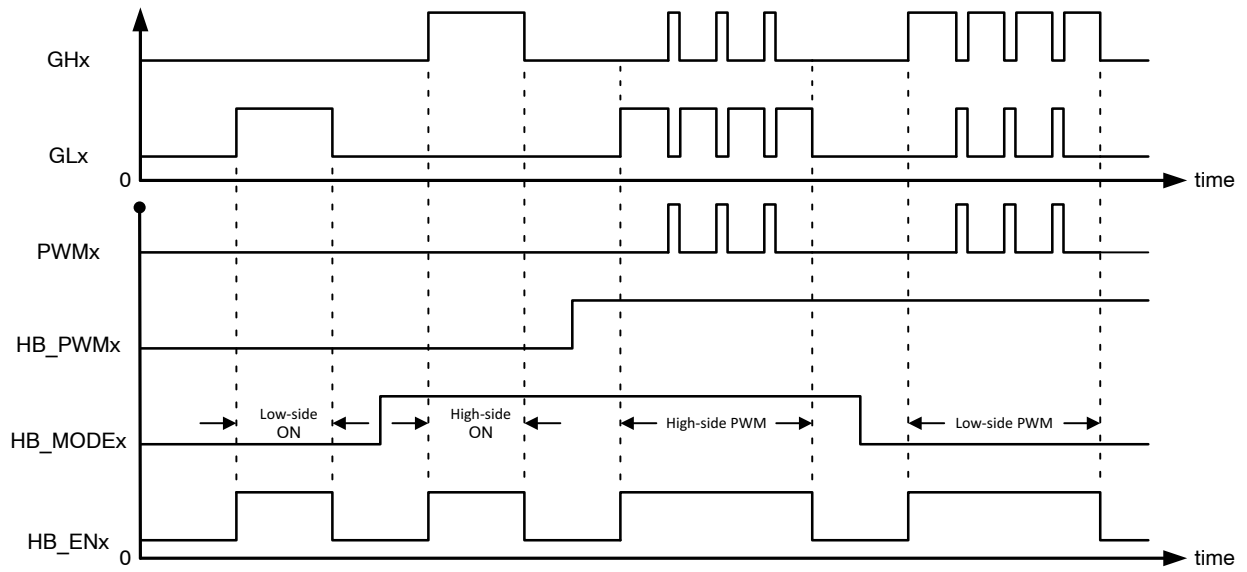 GHx
GLx
0
time
PWMx
HB_PWMx
Low-side
ON
High-side
ON
High-side PWM
Low-side PWM
HB_MODEx
HB_ENx
0
time